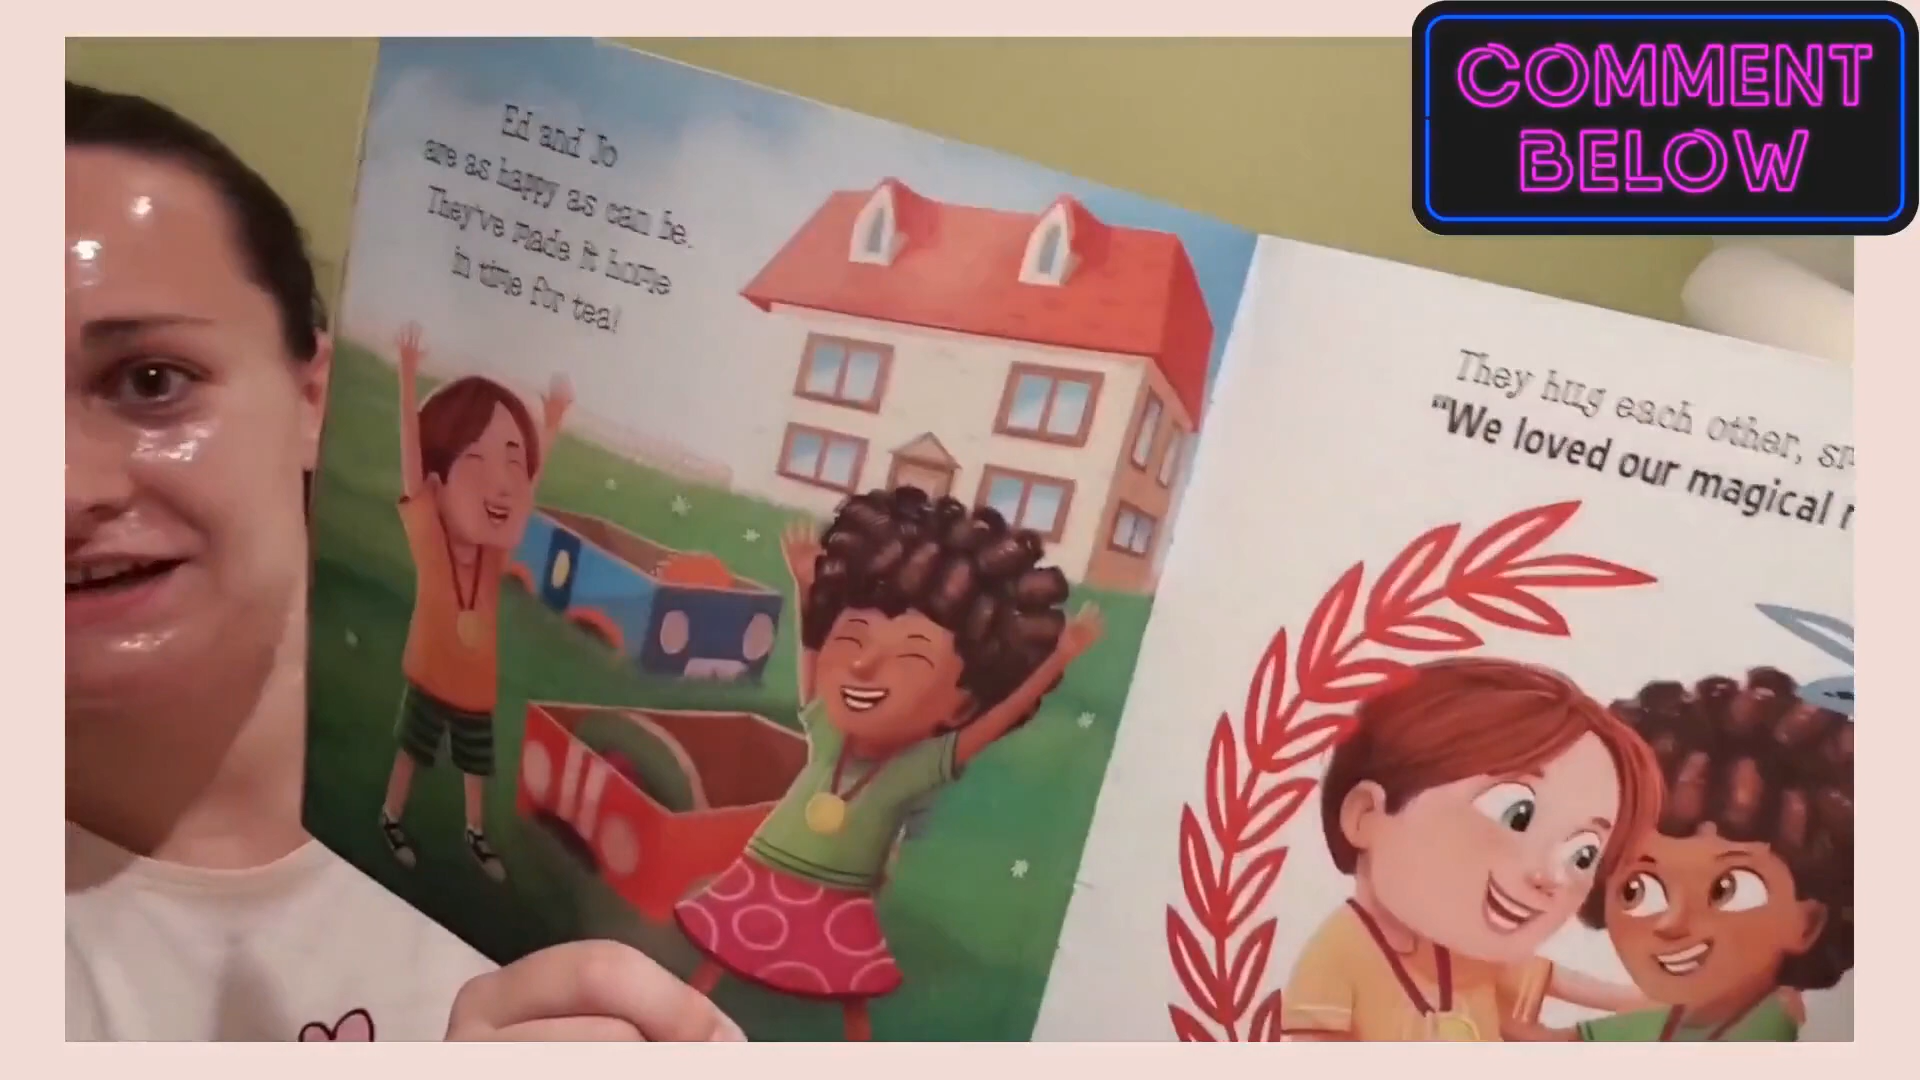 Ed and Jo
are as happy as can be.
They've made it home
in time for tea!
They hug each other,
"We loved our magical
COMMENT
BELOW